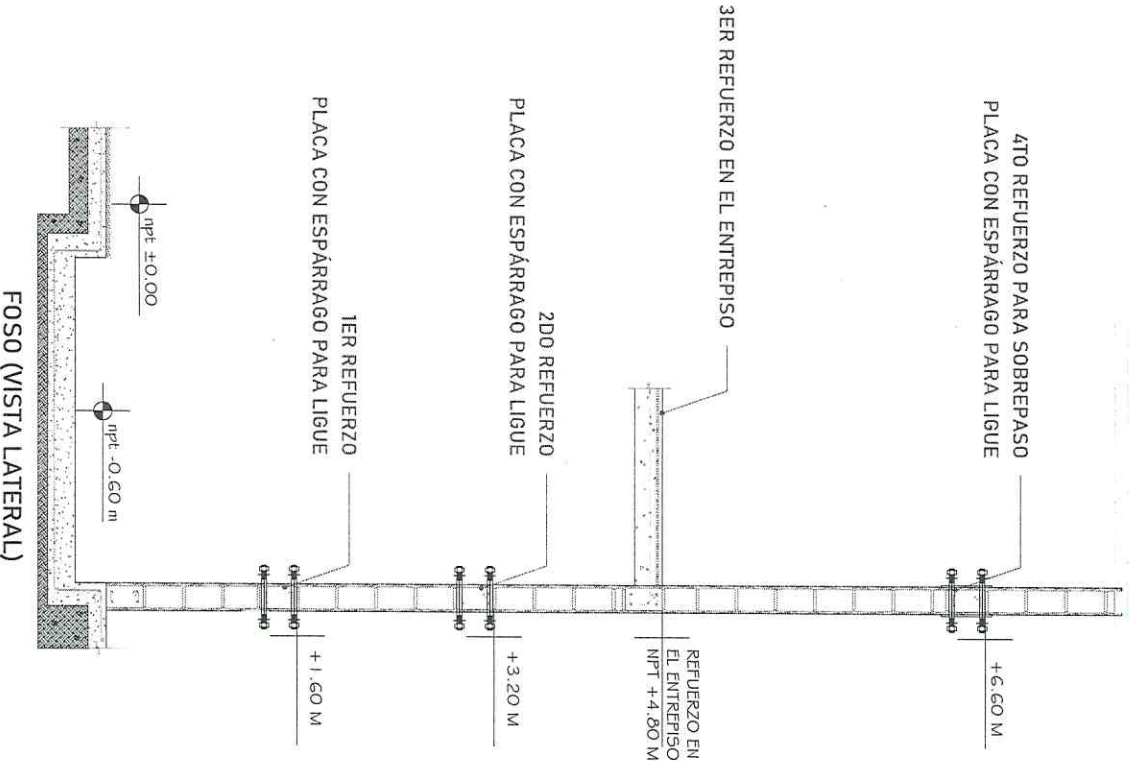 4TO REFUERZO PARA SOBREPASO
PLACA CON ESPÁRRAGO PARA LIGUE
+6.60 M
3ER REFUERZO EN EL ENTREPISO
REFUERZO EN
EL ENTREPISO
NPT +4.80 M
2DO REFUERZO
PLACA CON ESPÁRRAGO PARA LIGUE
+3.20 M
1ER REFUERZO
PLACA CON ESPÁRRAGO PARA LIGUE
+1.60 M
npt ±0.00
npt -0.60 m
FOSO (VISTA LATERAL)